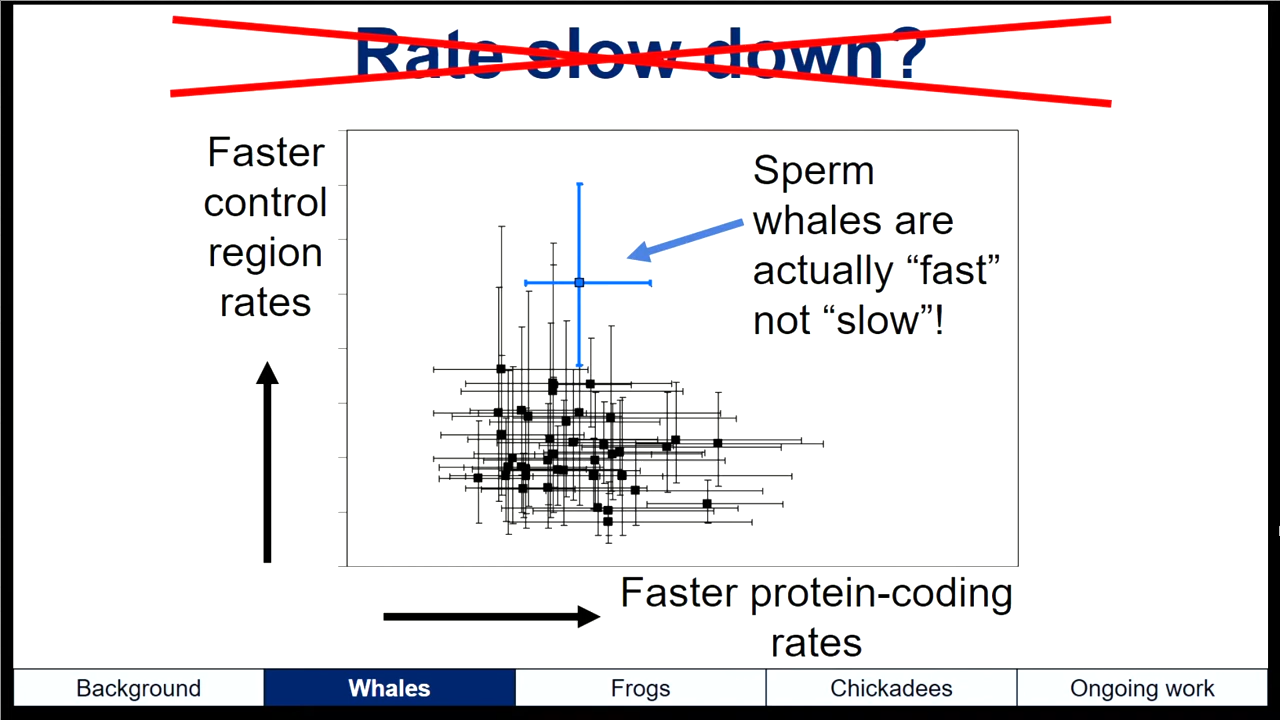 Rate slow down?
Faster
control
region
rates
Sperm
whales are
actually “fast”
not “slow”!
Faster protein-coding
rates
Background
Whales
Frogs
Chickadees
Ongoing work